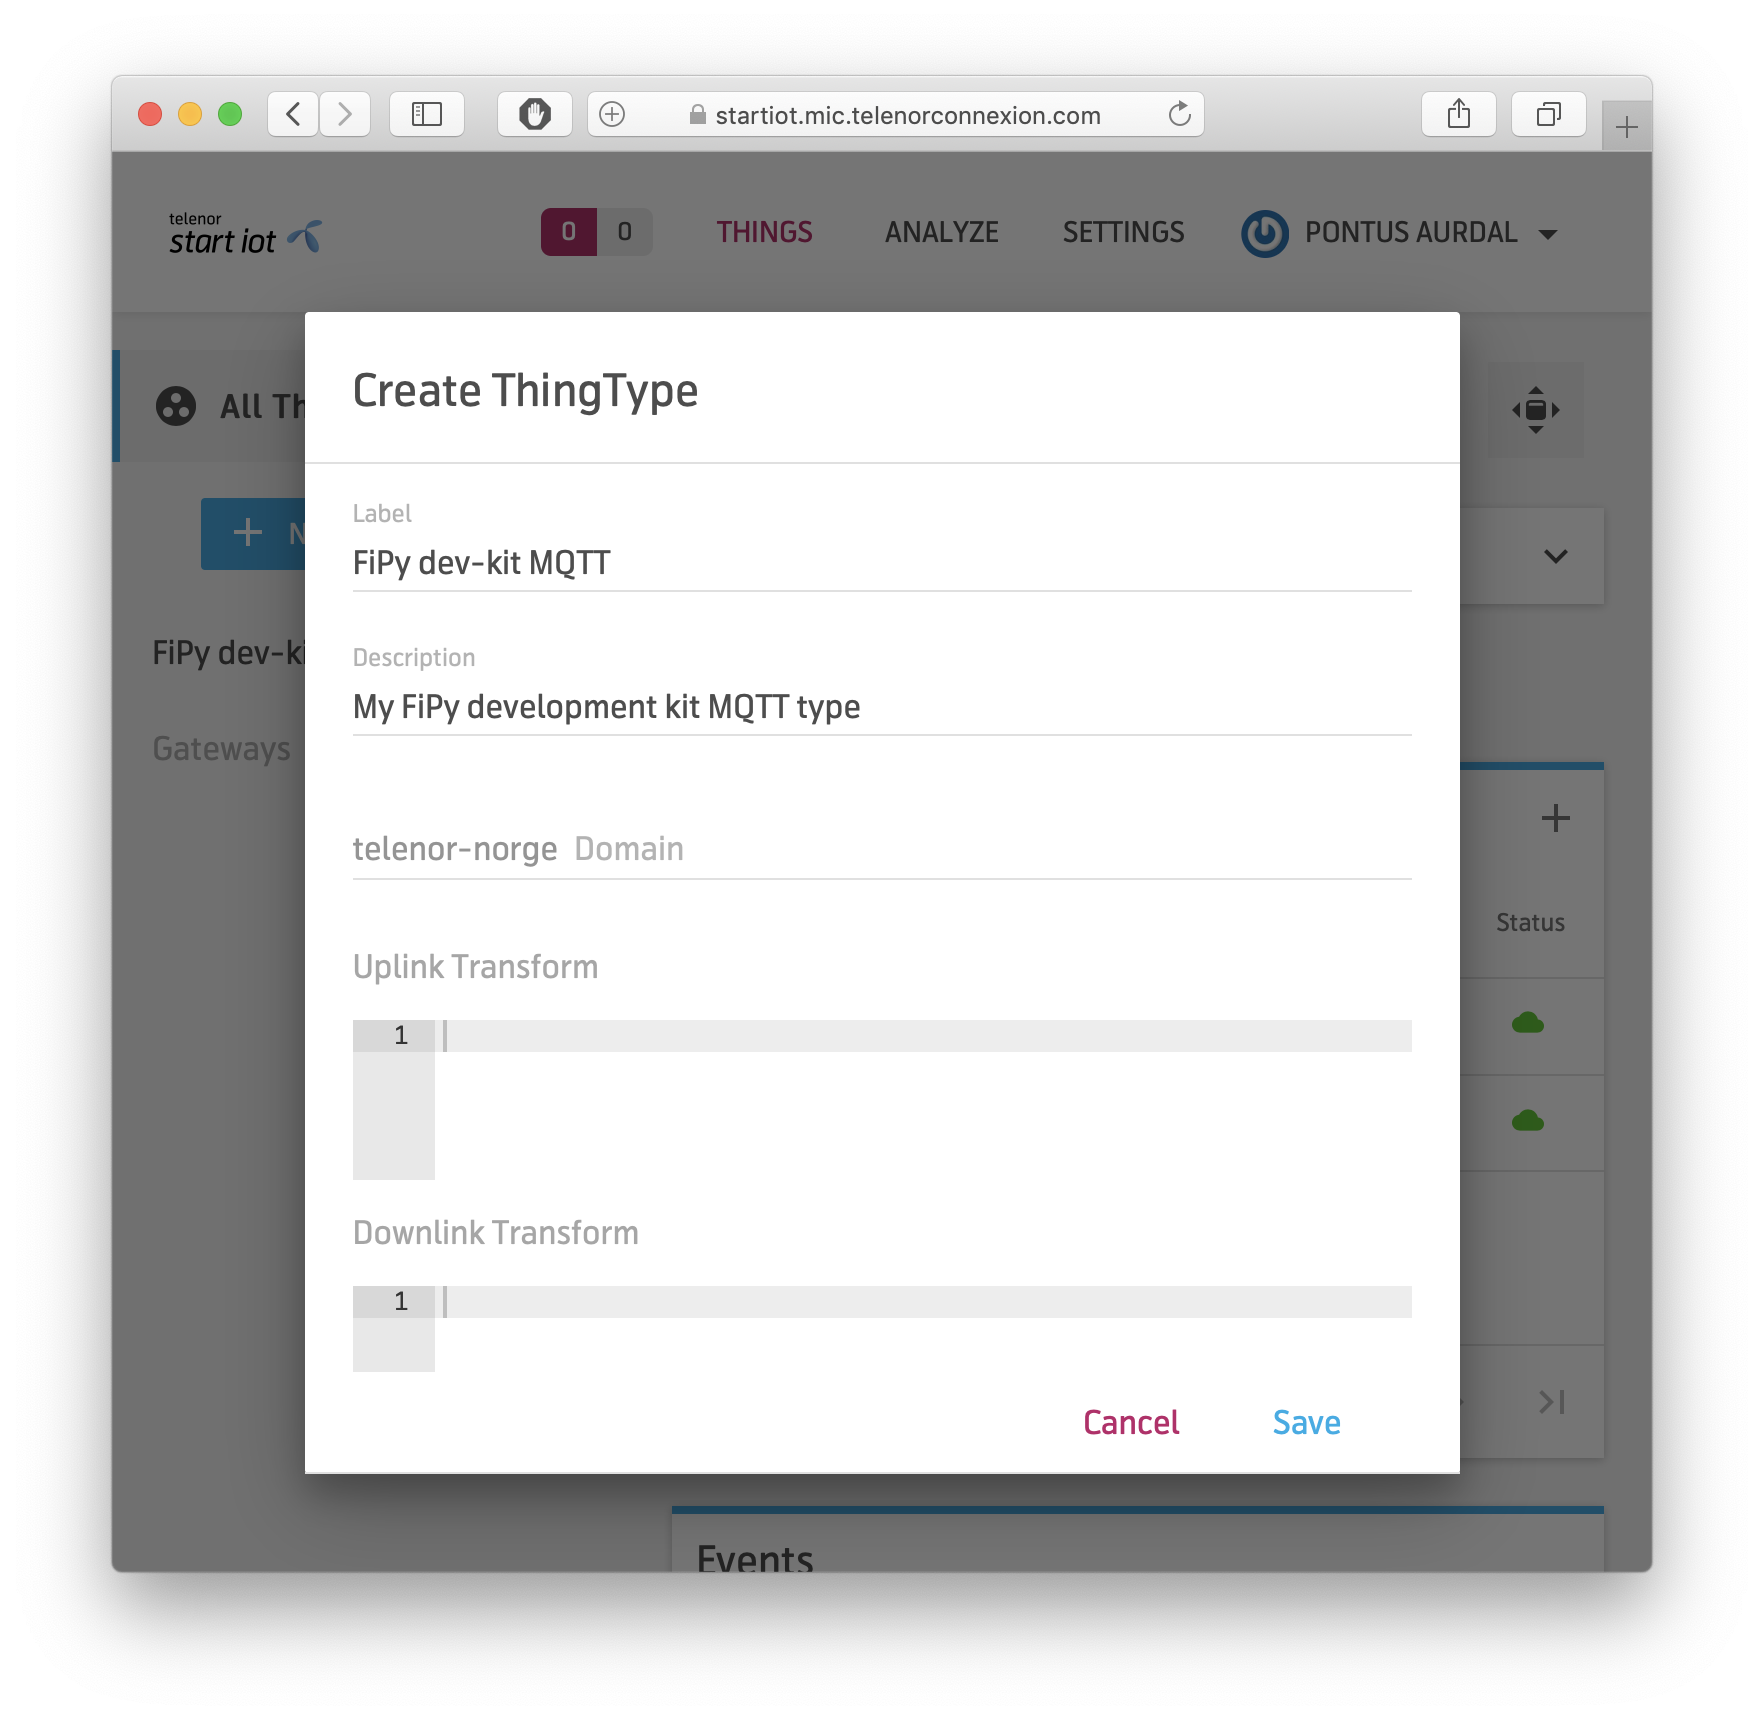 startiot.mic.telenorconnexion.com
telenor
start iot
0 0 THINGS ANALYZE SETTINGS PONTUS AURDAL
All Th
Create ThingType
Label
N
FiPy dev-kit MQTT
Description
FiPy dev-ki
My FiPy development kit MQTT type
Gateways
telenor-norge Domain
Status
Uplink Transform
1
Downlink Transform
1
Cancel Save
Events